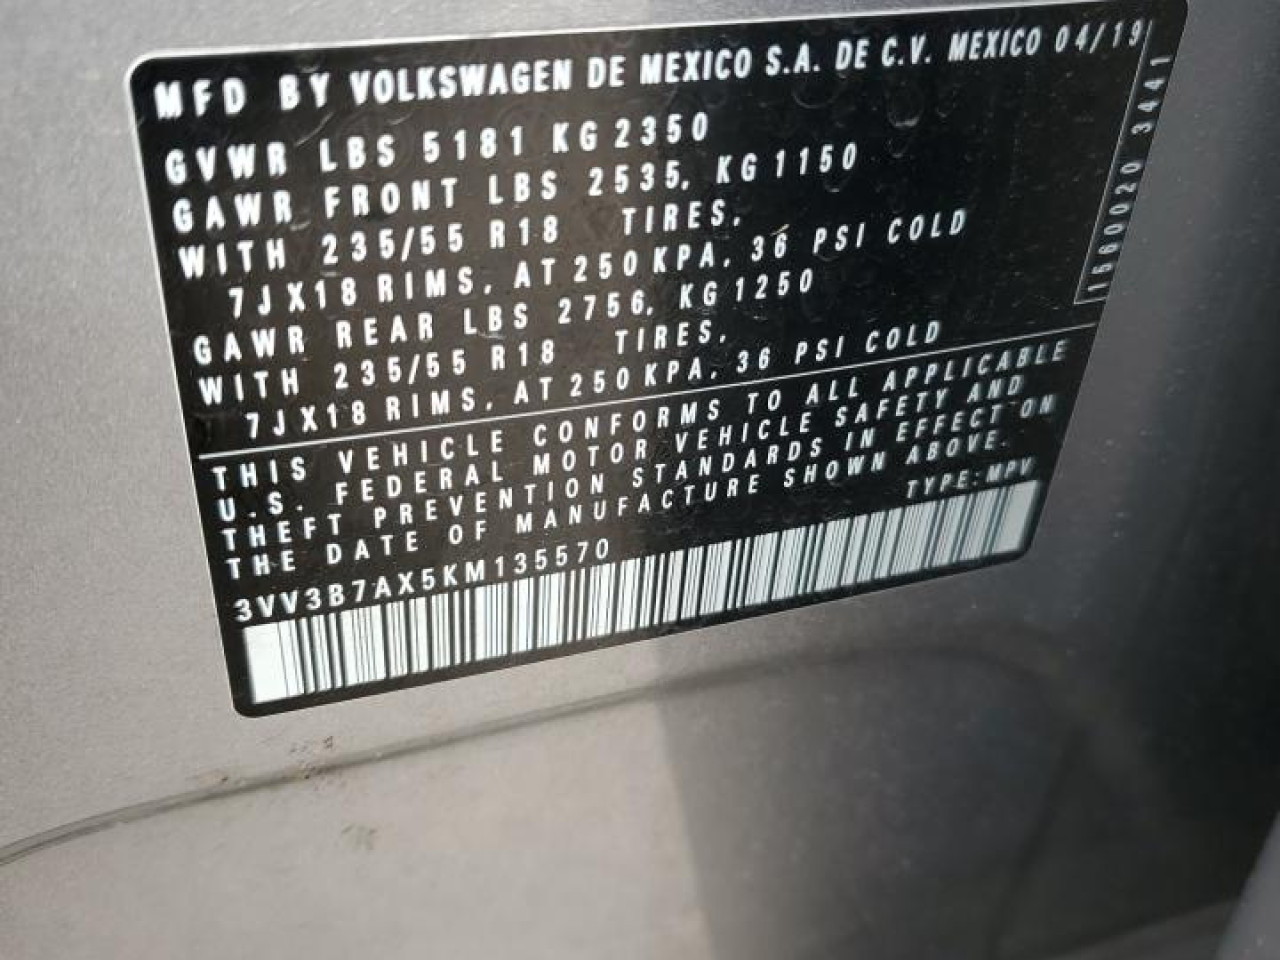 MFD BY VOLKSWAGEN DE MEXICO S.A. DE C.V. MEXICO 04/19
GVWR LBS 5181 KG 2350
GAWR FRONT LBS 2535, KG 1150
WITH 235/55 R18 TIRES,
7JX18 RIMS, AT 250 KPA, 36 PSI COLD
GAWR REAR LBS 2756, KG 1250
WITH 235/55 R18 TIRES,
7JX18 RIMS, AT 250 KPA, 36 PSI COLD
THIS VEHICLE CONFORMS TO ALL APPLICABLE
U.S. FEDERAL MOTOR VEHICLE SAFETY AND
THEFT PREVENTION STANDARDS IN EFFECT ON
THE DATE OF MANUFACTURE SHOWN ABOVE.
TYPE: MPV
3VV3B7AX5KM135570
1560020 3441